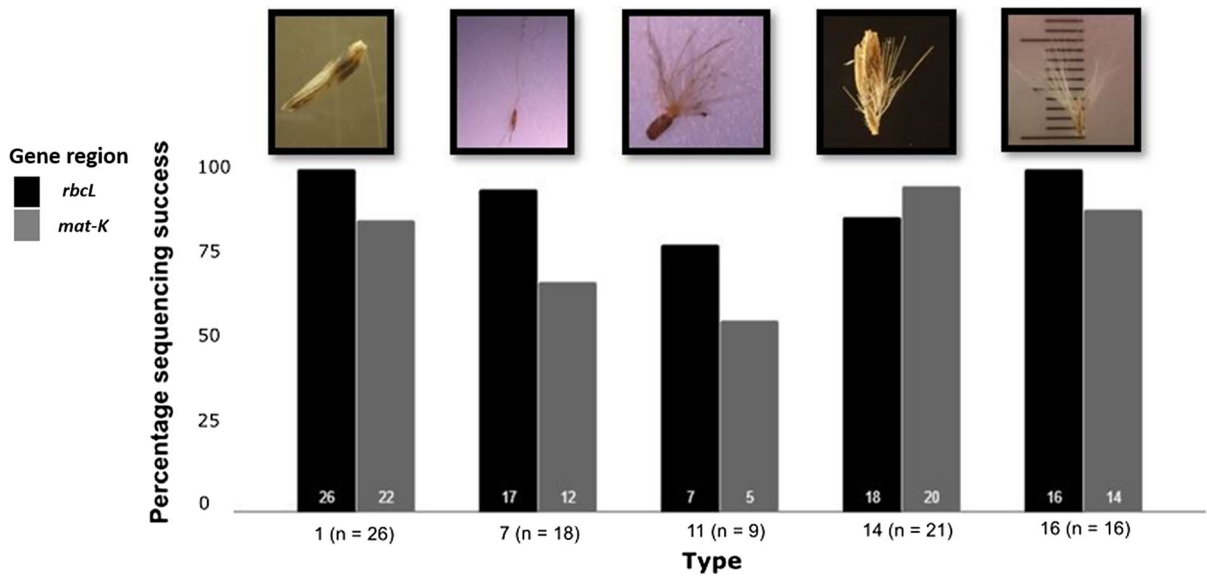 Gene region
rbcL
mat-K
Percentage sequencing success
100
75
50
25
0
26 22 17 12 7 5 18 20 16 14
1 (n = 26) 7 (n = 18) 11 (n = 9) 14 (n = 21) 16 (n = 16)
Type